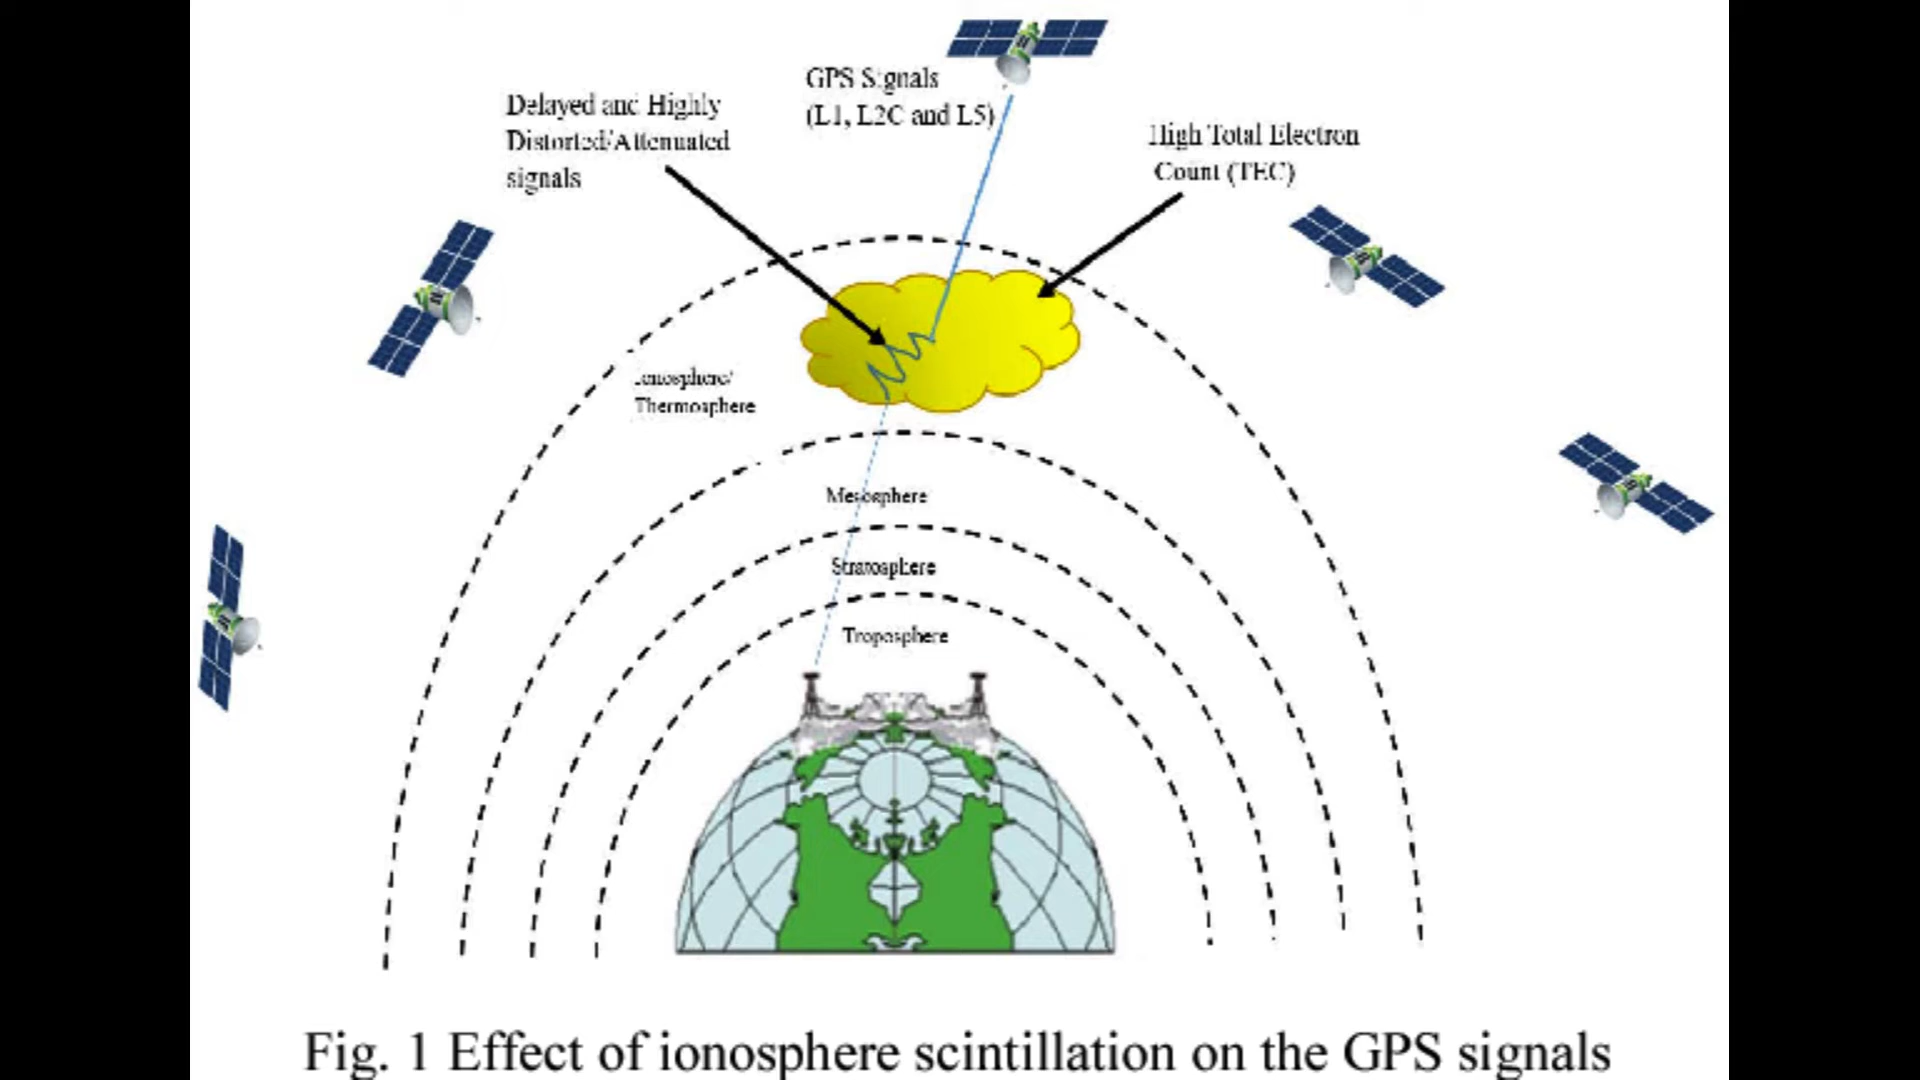 GPS Signals
(L1, L2C and L5)
Delayed and Highly
Distorted/Attenuated
signals
High Total Electron
Count (TEC)
Ionosphere/
Thermosphere
Mesosphere
Stratosphere
Troposphere
Fig. 1 Effect of ionosphere scintillation on the GPS signals